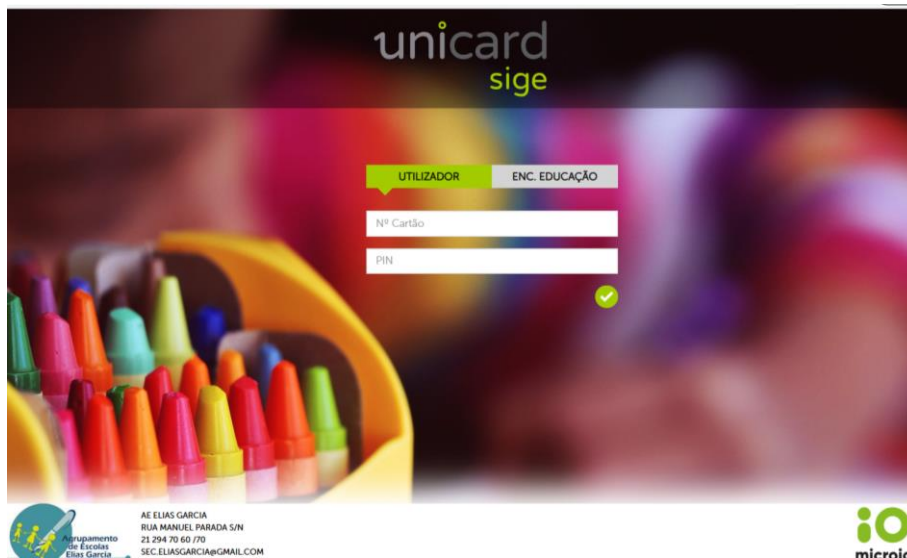 unicard
sige
UTILIZADOR ENC. EDUCAÇÃO
Nº Cartão
PIN
Agrupamento
de Escolas
Elias Garcia
AE ELIAS GARCIA
RUA MANUEL PARADA S/N
21 294 70 60 /70
SEC.ELIASGARCIA@GMAIL.COM